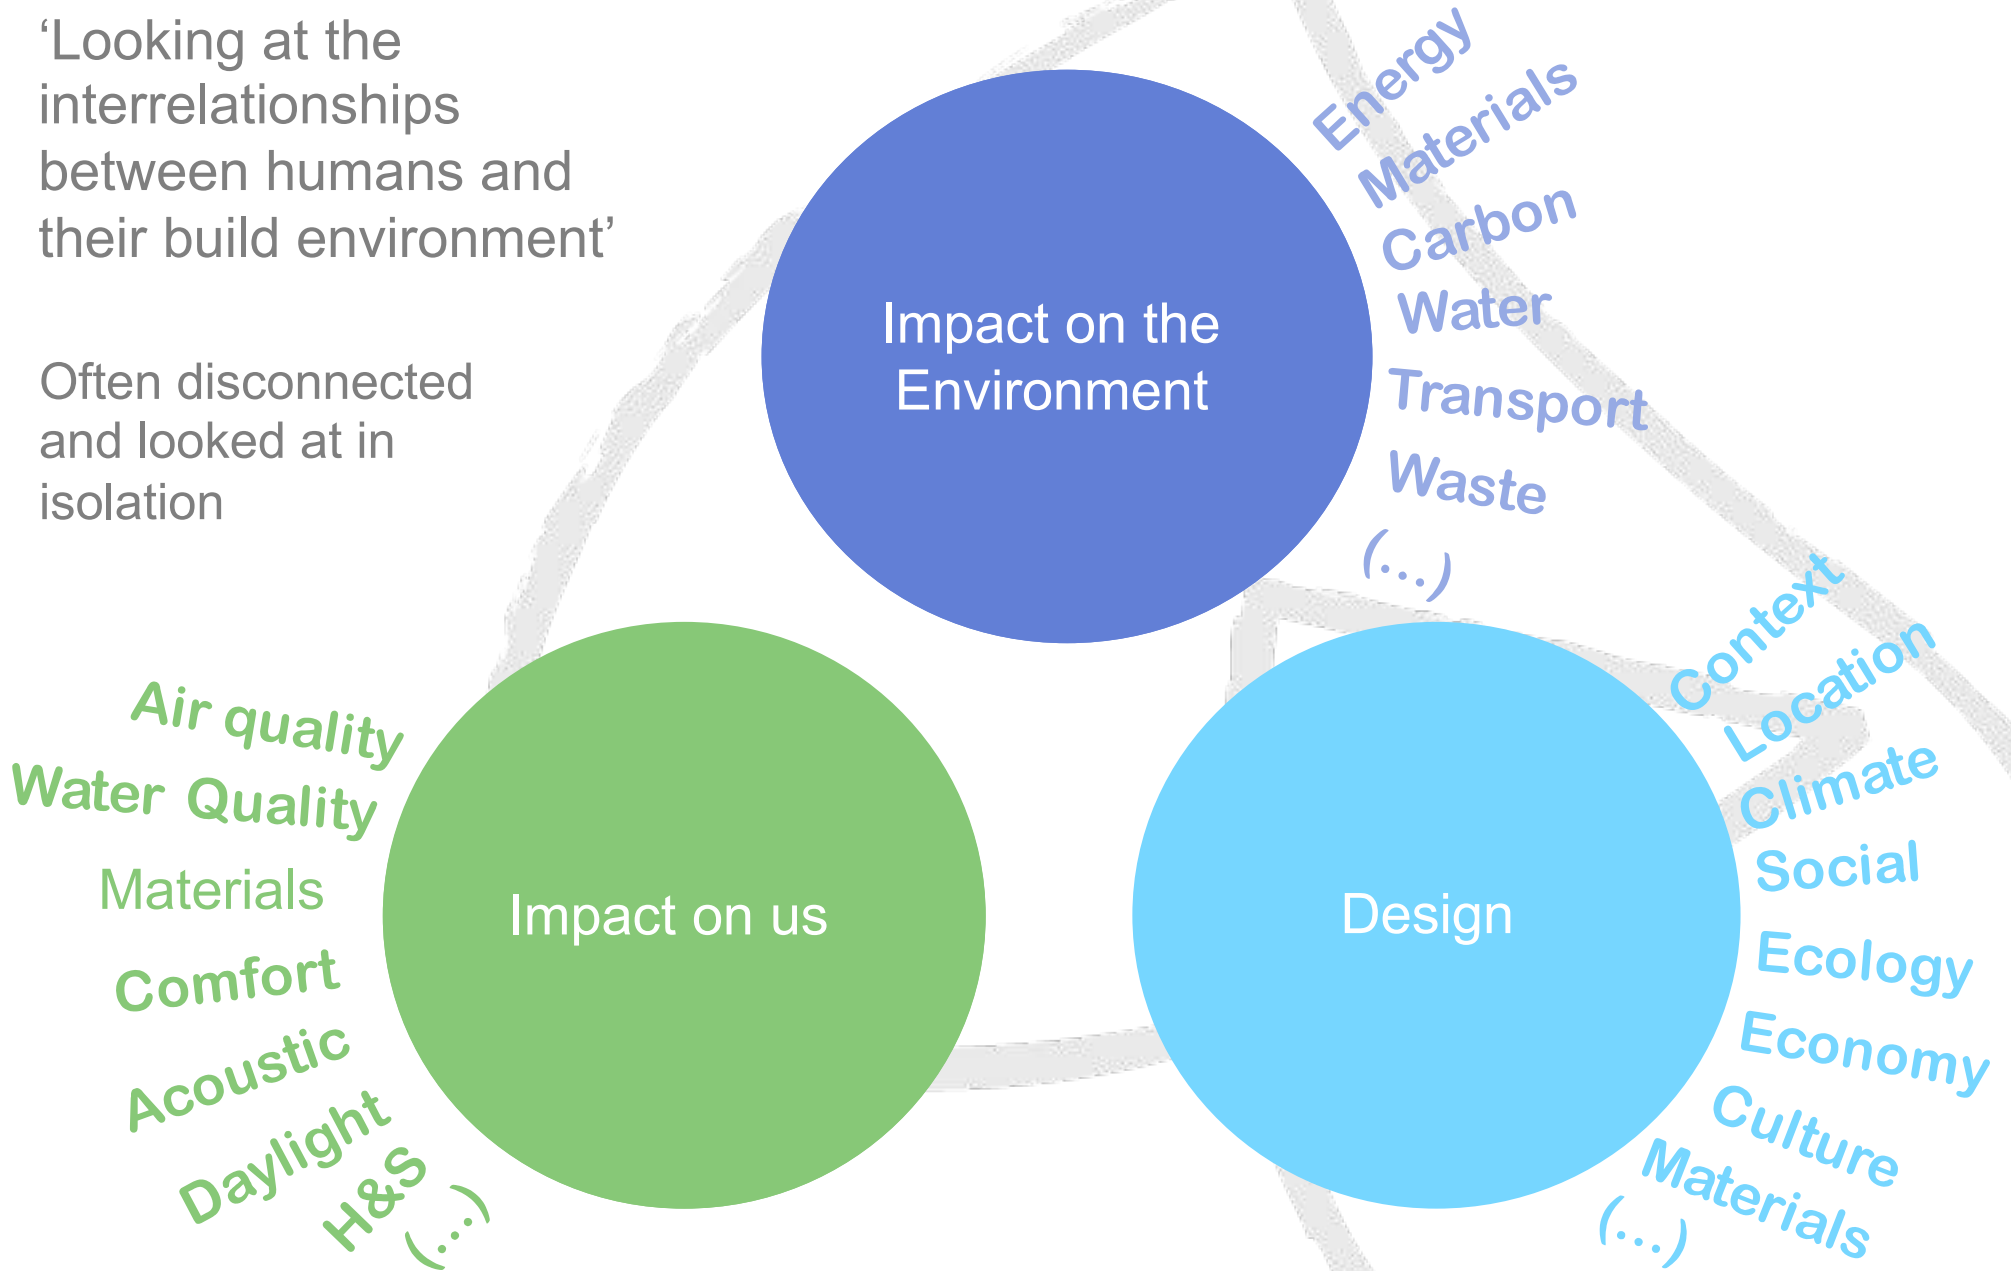 ‘Looking at the
interrelationships
between humans and
their build environment’
Often disconnected
and looked at in
isolation
Impact on the
Environment
Energy
Materials
Carbon
Water
Transport
Waste
(...)
Impact on us
Air quality
Water Quality
Materials
Comfort
Acoustic
Daylight
H&S
(...)
Design
Context
Location
Climate
Social
Ecology
Economy
Culture
Materials
(...)